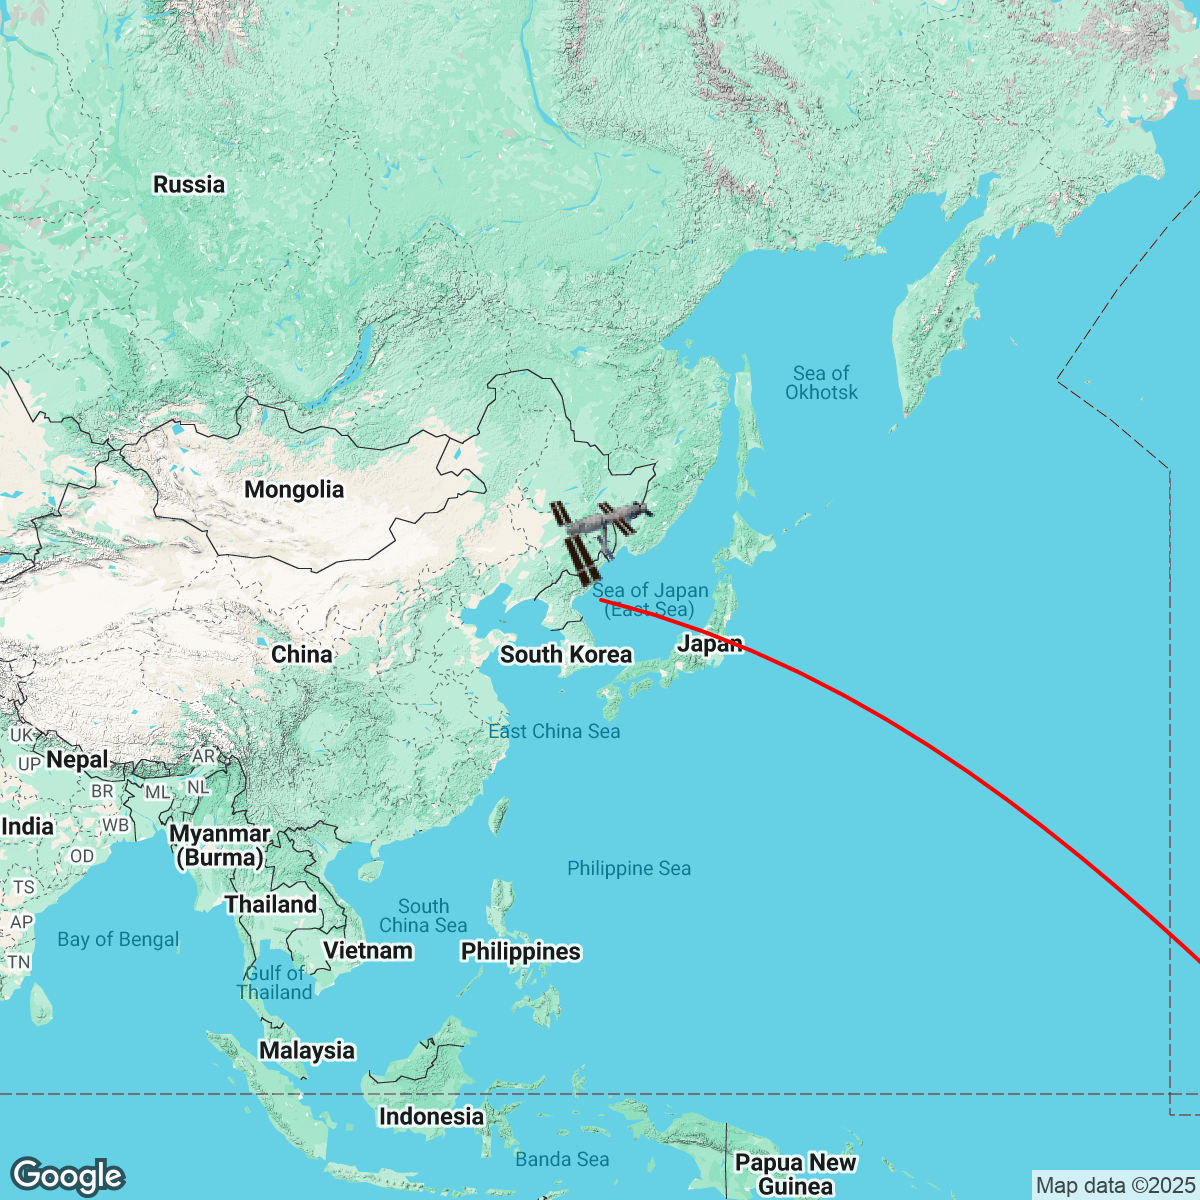 Russia
Sea of
Okhotsk
Mongolia
Sea of Japan
(East Sea)
Japan
South Korea
China
East China Sea
UK
UP
Nepal
AR
BR
ML
NL
India
WB
Myanmar
(Burma)
OD
Philippine Sea
TS
Thailand
South
China Sea
AP
Bay of Bengal
Vietnam
Philippines
TN
Gulf of
Thailand
Malaysia
Indonesia
Banda Sea
Papua New
Guinea
Google
Map data ©2025